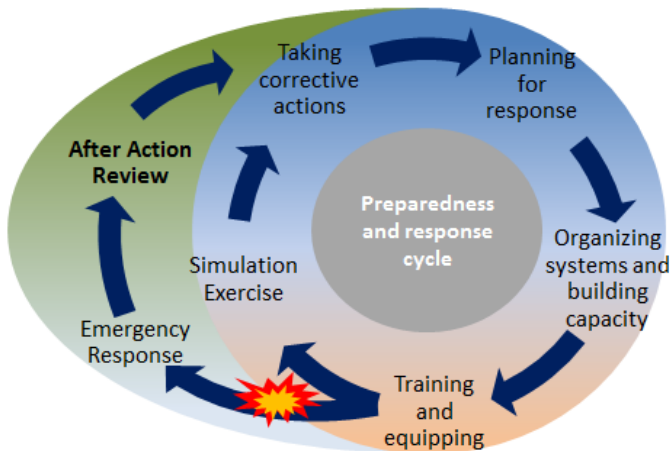 Taking
corrective
actions
Planning
for
response
Organizing
systems and
building
capacity
Training
and
equipping
Simulation
Exercise
Emergency
Response
After Action
Review
Preparedness
and response
cycle